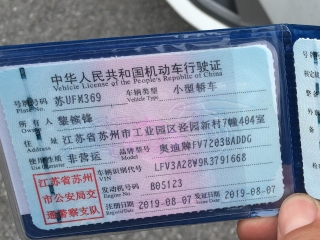 中华人民共和国机动车行驶证
Vehicle License of the People's Republic of China
号牌号码 苏UFM369 车辆类型 小型轿车
Plate No. Vehicle Type
所有人 黎槟锋
Owner
住址 江苏省苏州市工业园区泾园新村7幢404室
Address
使用性质 非营运 品牌型号 奥迪牌FV7203BADDG
Use Character Model
江苏省苏州
市公安局交
通警察支队
车辆识别代号 LFV3A28W9R3791668
VIN
发动机号码 B05123
Engine No.
注册日期 2019-08-07 发证日期 2019-08-07
Register Date Issue Date